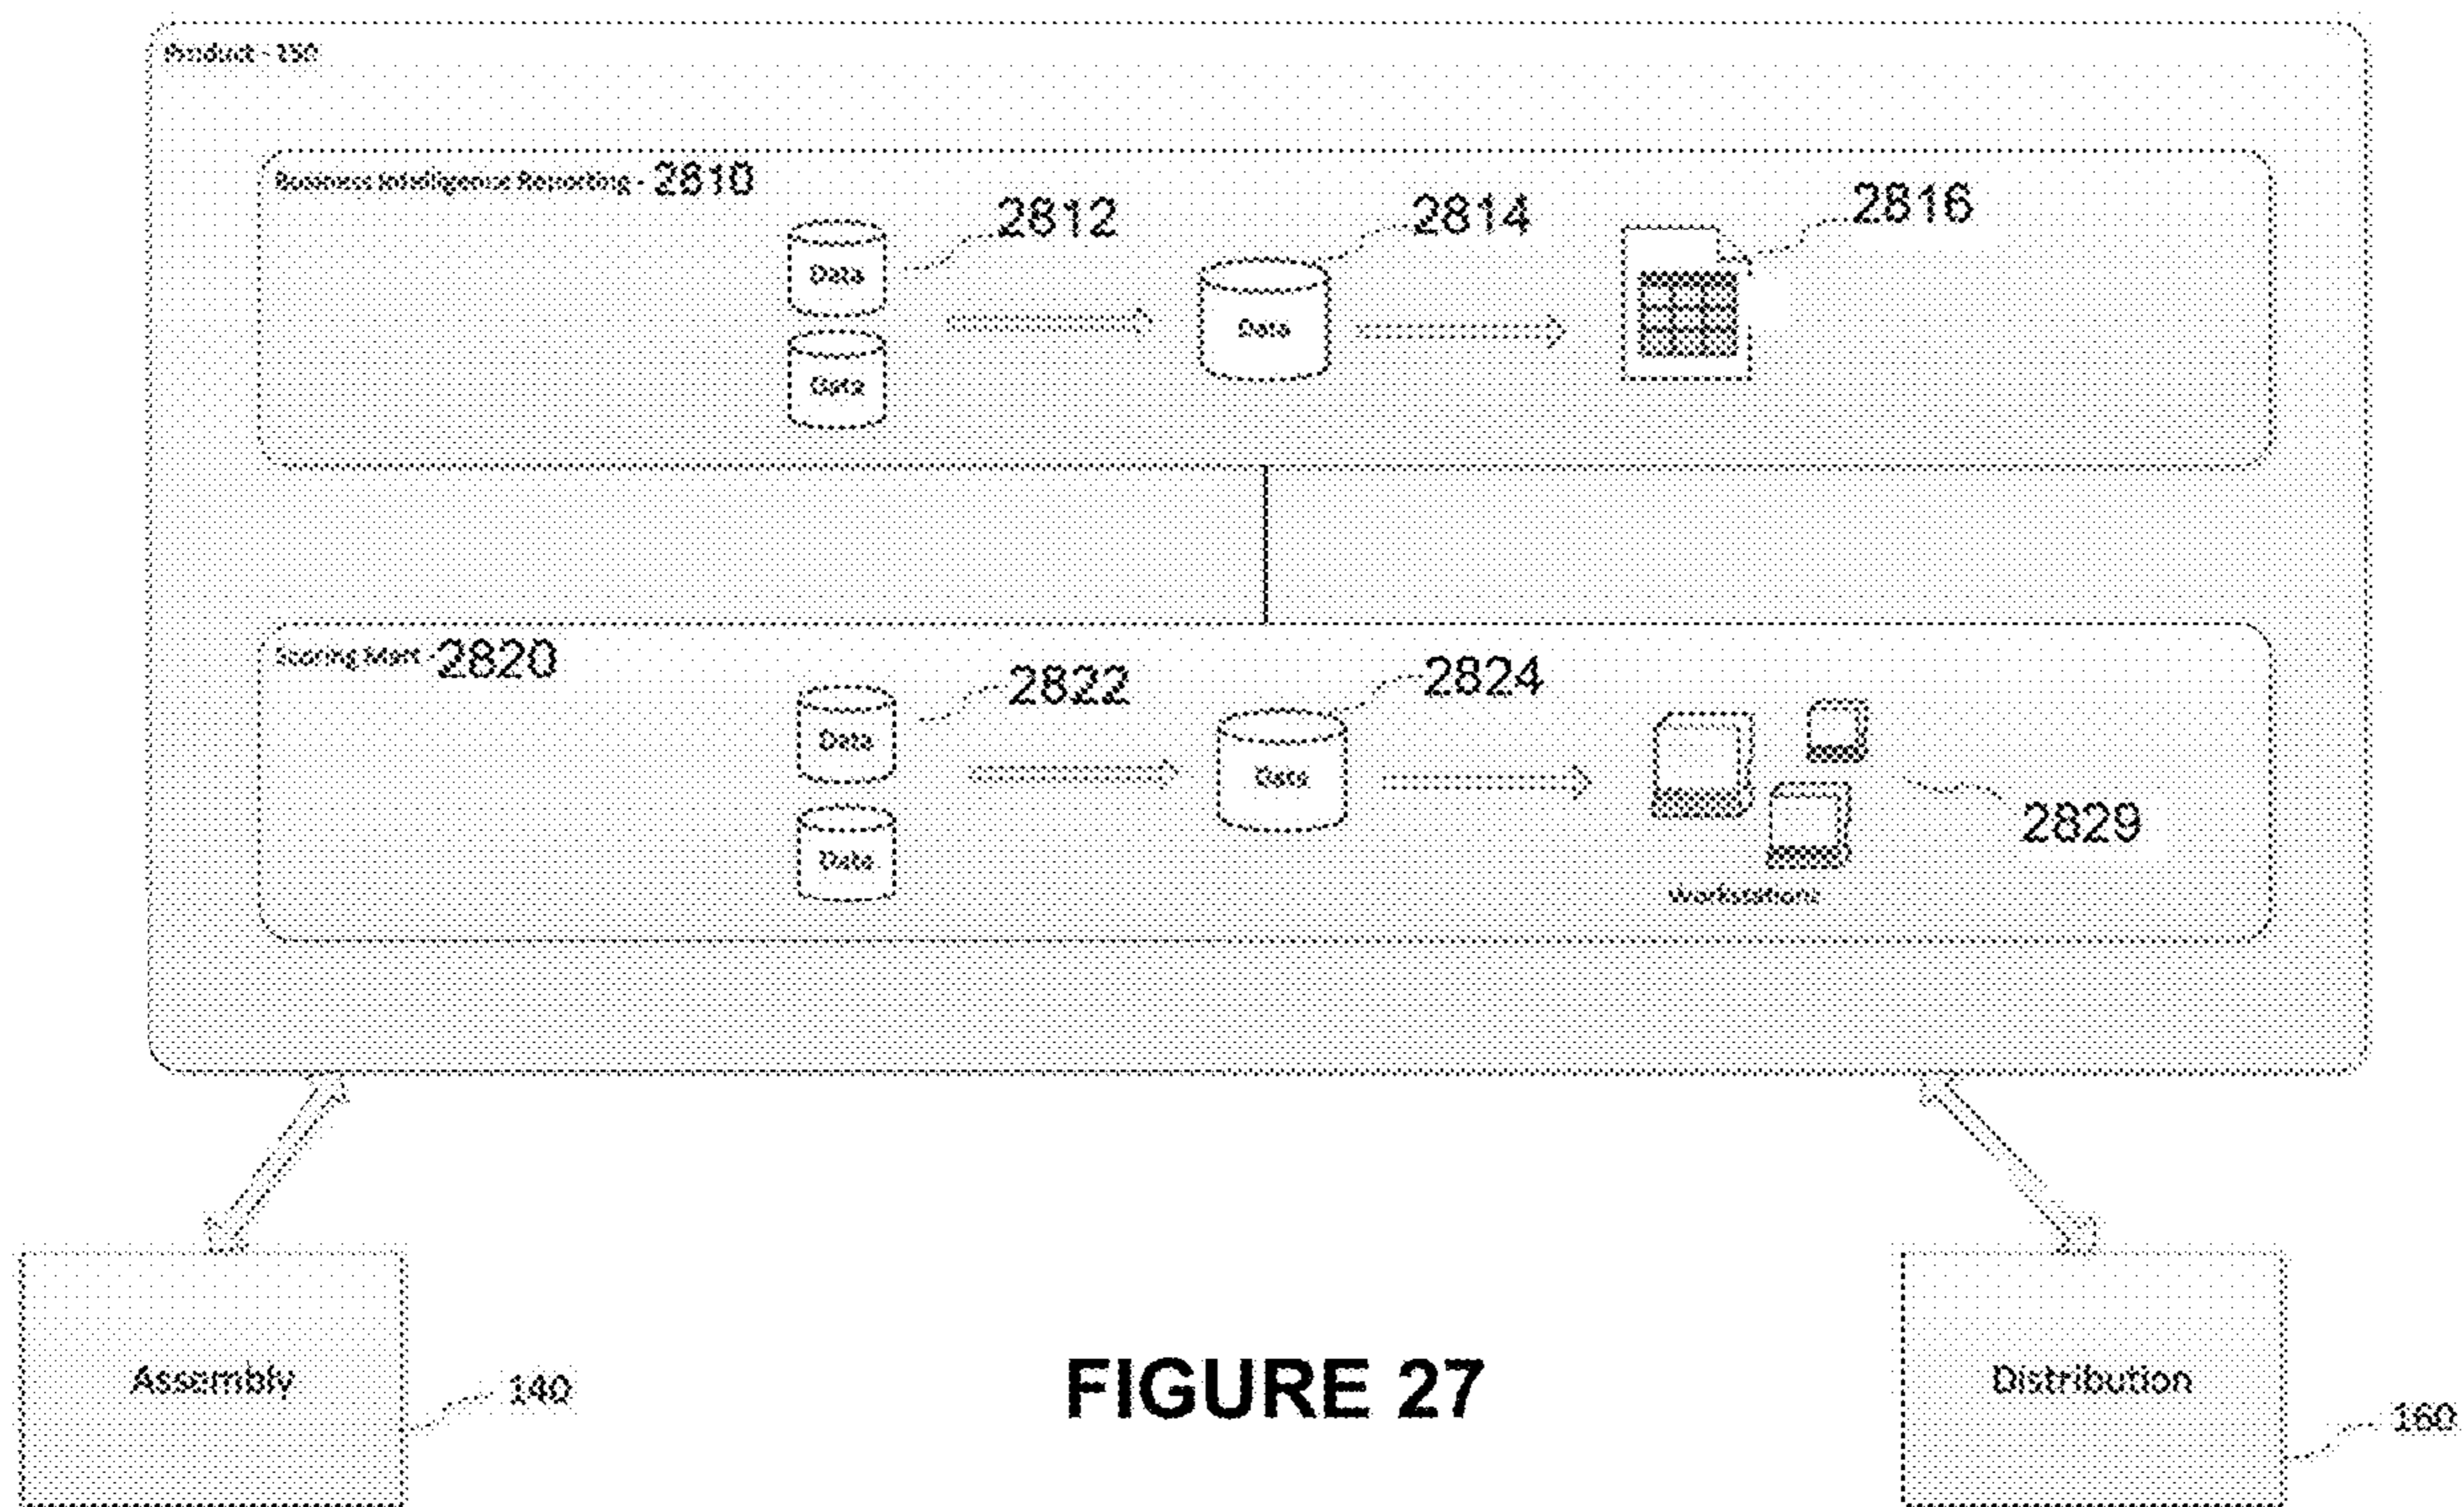 Product - 150
Business Intelligence Reporting - 2810
2812
2814
2816
Data
Data
Data
Scoring Mart - 2820
2822
2824
Data
Data
Data
2829
Workstations
Assembly
140
FIGURE 27
Distribution
160